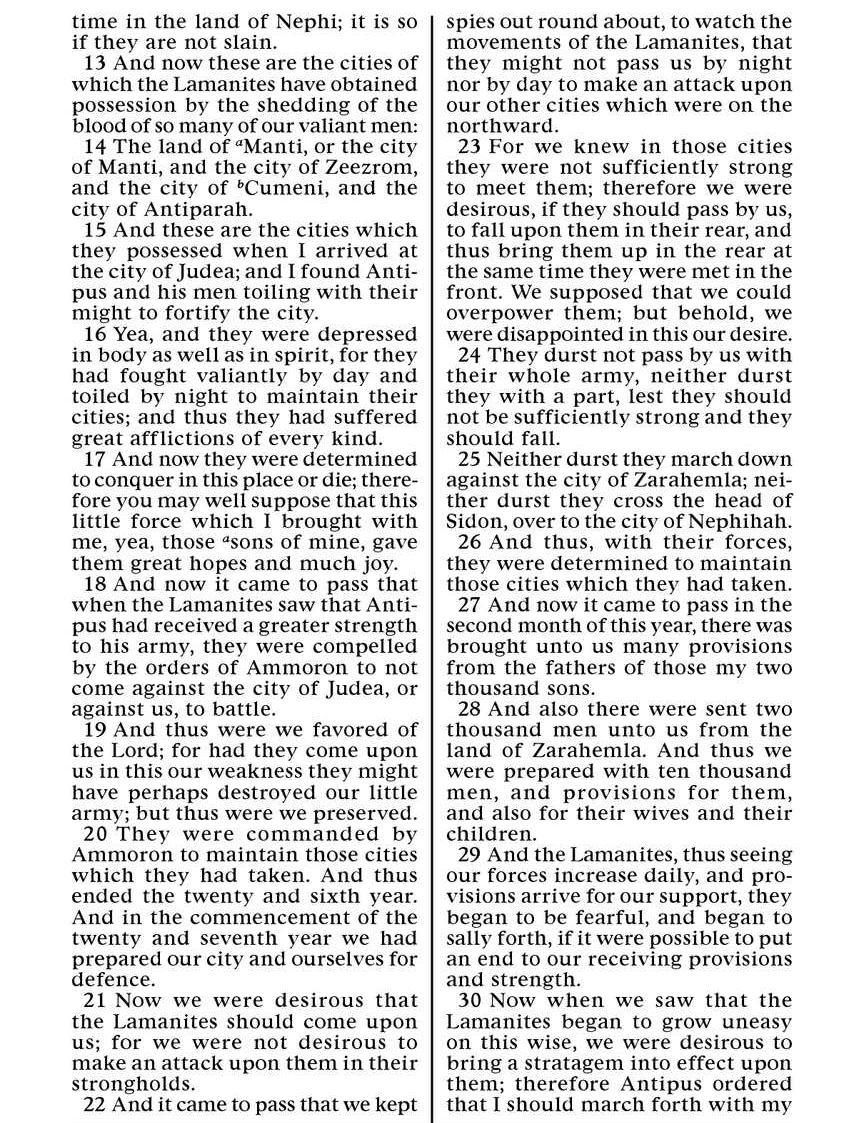 time in the land of Nephi; it is so
if they are not slain.
13 And now these are the cities of
which the Lamanites have obtained
possession by the shedding of the
blood of so many of our valiant men:
14 The land of ᵃManti, or the city
of Manti, and the city of Zeezrom,
and the city of ᵇCumeni, and the
city of Antiparah.
15 And these are the cities which
they possessed when I arrived at
the city of Judea; and I found Anti-
pus and his men toiling with their
might to fortify the city.
16 Yea, and they were depressed
in body as well as in spirit, for they
had fought valiantly by day and
toiled by night to maintain their
cities; and thus they had suffered
great afflictions of every kind.
17 And now they were determined
to conquer in this place or die; there-
fore you may well suppose that this
little force which I brought with
me, yea, those ᵃsons of mine, gave
them great hopes and much joy.
18 And now it came to pass that
when the Lamanites saw that Anti-
pus had received a greater strength
to his army, they were compelled
by the orders of Ammoron to not
come against the city of Judea, or
against us, to battle.
19 And thus were we favored of
the Lord; for had they come upon
us in this our weakness they might
have perhaps destroyed our little
army; but thus were we preserved.
20 They were commanded by
Ammoron to maintain those cities
which they had taken. And thus
ended the twenty and sixth year.
And in the commencement of the
twenty and seventh year we had
prepared our city and ourselves for
defence.
21 Now we were desirous that
the Lamanites should come upon
us; for we were not desirous to
make an attack upon them in their
strongholds.
22 And it came to pass that we kept
spies out round about, to watch the
movements of the Lamanites, that
they might not pass us by night
nor by day to make an attack upon
our other cities which were on the
northward.
23 For we knew in those cities
they were not sufficiently strong
to meet them; therefore we were
desirous, if they should pass by us,
to fall upon them in their rear, and
thus bring them up in the rear at
the same time they were met in the
front. We supposed that we could
overpower them; but behold, we
were disappointed in this our desire.
24 They durst not pass by us with
their whole army, neither durst
they with a part, lest they should
not be sufficiently strong and they
should fall.
25 Neither durst they march down
against the city of Zarahemla; nei-
ther durst they cross the head of
Sidon, over to the city of Nephihah.
26 And thus, with their forces,
they were determined to maintain
those cities which they had taken.
27 And now it came to pass in the
second month of this year, there was
brought unto us many provisions
from the fathers of those my two
thousand sons.
28 And also there were sent two
thousand men unto us from the
land of Zarahemla. And thus we
were prepared with ten thousand
men, and provisions for them,
and also for their wives and their
children.
29 And the Lamanites, thus seeing
our forces increase daily, and pro-
visions arrive for our support, they
began to be fearful, and began to
sally forth, if it were possible to put
an end to our receiving provisions
and strength.
30 Now when we saw that the
Lamanites began to grow uneasy
on this wise, we were desirous to
bring a stratagem into effect upon
them; therefore Antipus ordered
that I should march forth with my